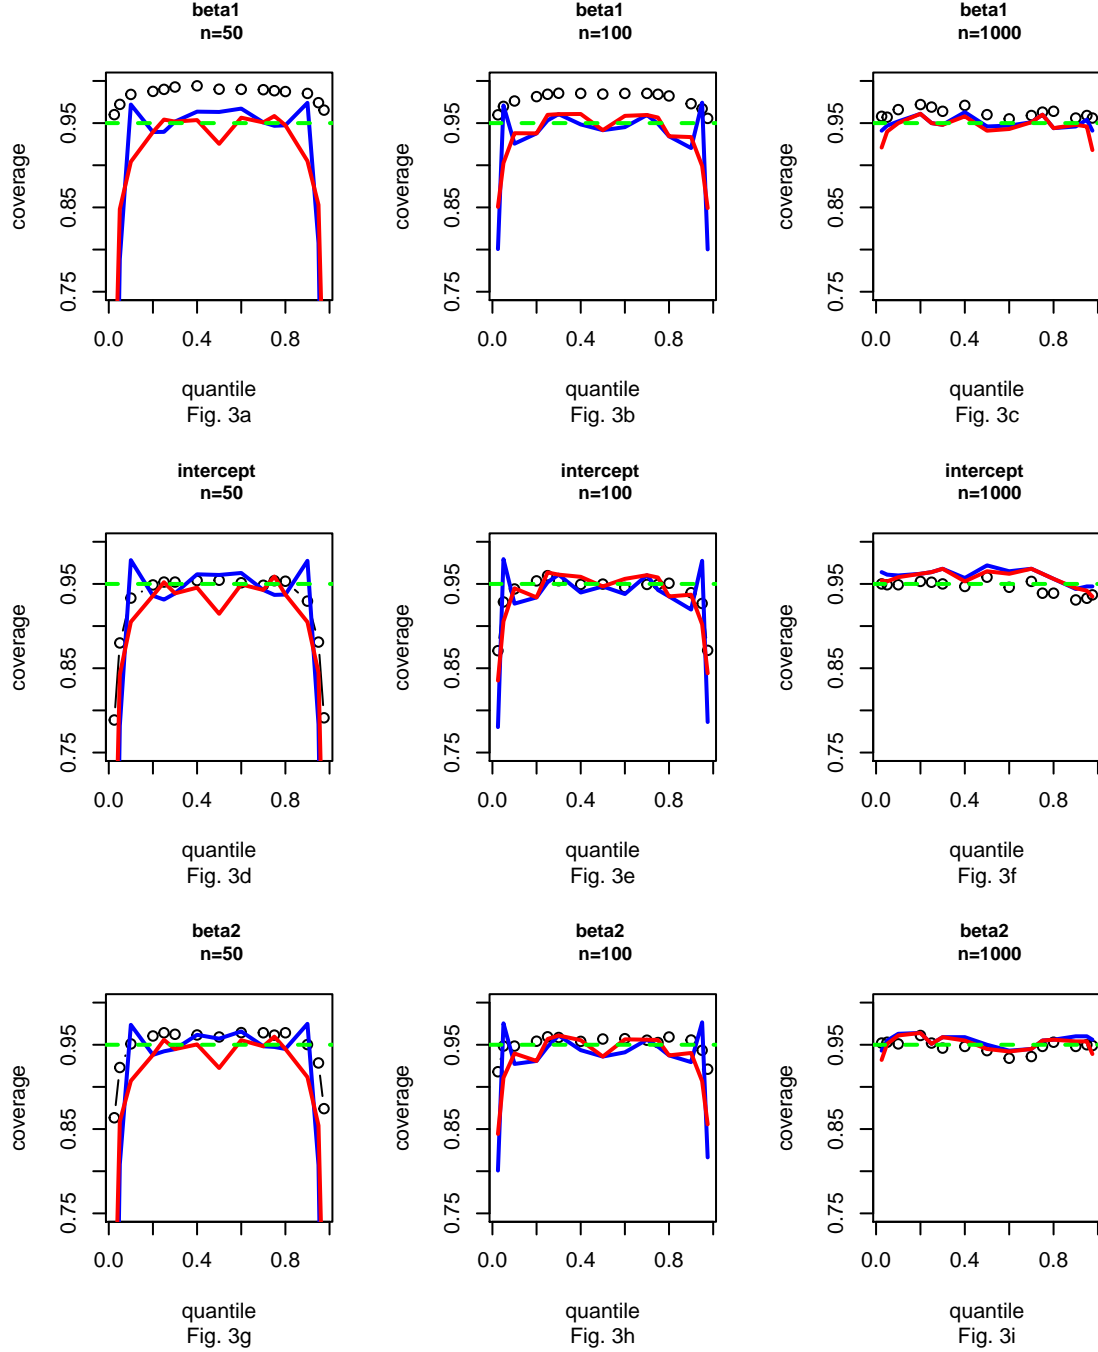 beta1
n=50
coverage
0.75 0.85 0.95
0.0 0.4 0.8
quantile
Fig. 3a
beta1
n=100
coverage
0.75 0.85 0.95
0.0 0.4 0.8
quantile
Fig. 3b
beta1
n=1000
coverage
0.75 0.85 0.95
0.0 0.4 0.8
quantile
Fig. 3c
intercept
n=50
coverage
0.75 0.85 0.95
0.0 0.4 0.8
quantile
Fig. 3d
intercept
n=100
coverage
0.75 0.85 0.95
0.0 0.4 0.8
quantile
Fig. 3e
intercept
n=1000
coverage
0.75 0.85 0.95
0.0 0.4 0.8
quantile
Fig. 3f
beta2
n=50
coverage
0.75 0.85 0.95
0.0 0.4 0.8
quantile
Fig. 3g
beta2
n=100
coverage
0.75 0.85 0.95
0.0 0.4 0.8
quantile
Fig. 3h
beta2
n=1000
coverage
0.75 0.85 0.95
0.0 0.4 0.8
quantile
Fig. 3i